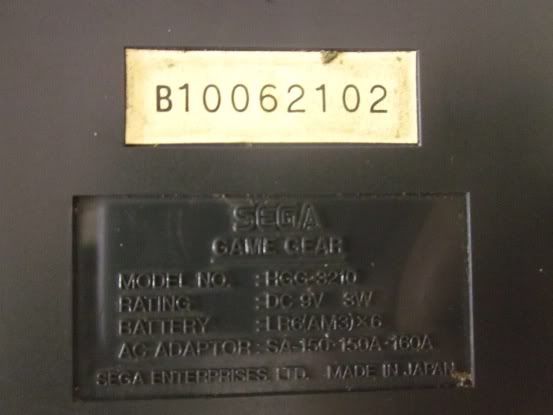 B10062102
SEGA
GAME GEAR
MODEL NO. : HGG-3210
RATING : DC 9V 3W
BATTERY : LR6(AM3)×6
AC ADAPTOR : SA-150•150A•160A
SEGA ENTERPRISES, LTD. MADE IN JAPAN